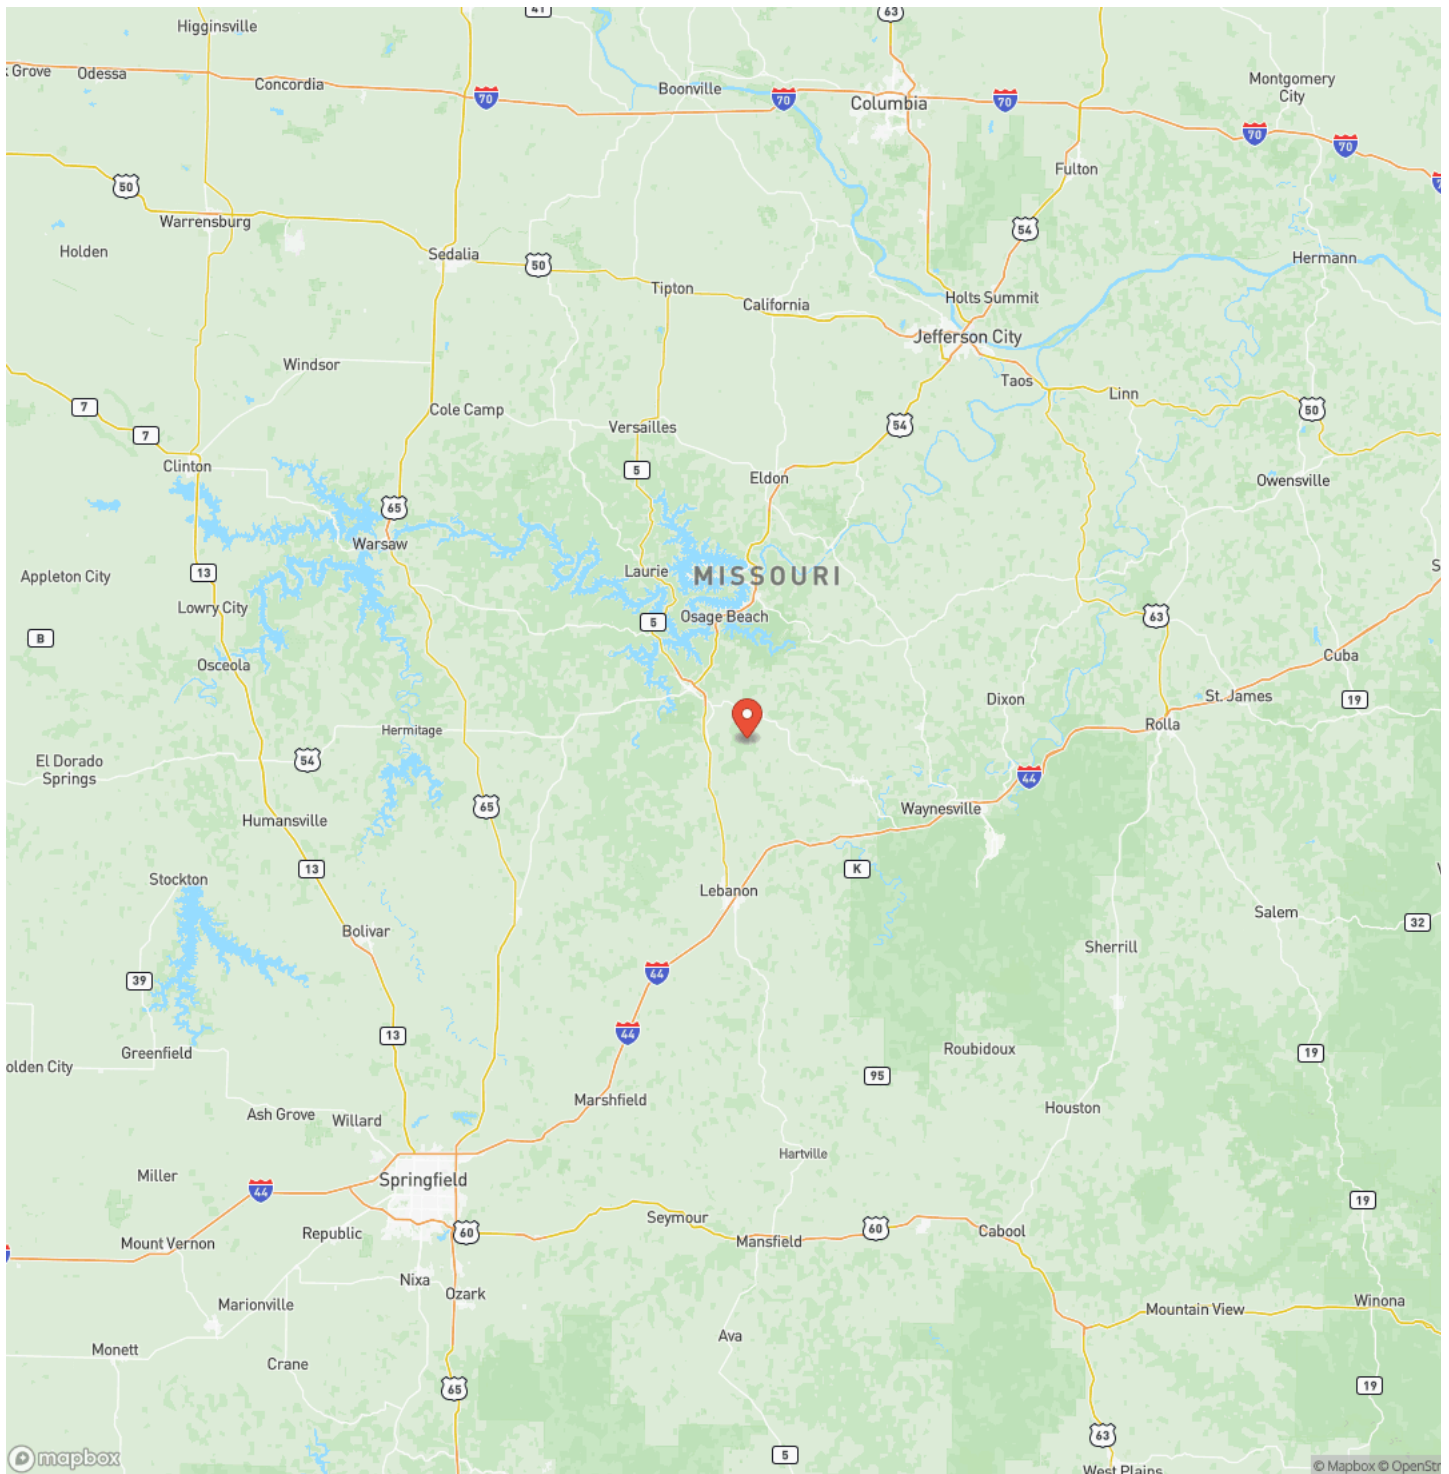 41
63
Higginsville
Grove
Odessa
Concordia
70
Boonville
70
Columbia
70
Montgomery
City
70
70
50
Fulton
Warrensburg
54
Holden
Sedalia
50
Hermann
Tipton
California
Holts Summit
Jefferson City
Windsor
Taos
Linn
7
Cole Camp
50
7
Versailles
54
Clinton
5
Eldon
Owensville
65
Warsaw
13
Appleton City
Laurie
MISSOURI
Lowry City
Osage Beach
63
5
B
Osceola
Cuba
Dixon
St. James
19
Rolla
Hermitage
El Dorado
Springs
54
44
65
Waynesville
Humansville
13
K
Stockton
Lebanon
Salem
32
Bolivar
Sherrill
44
39
13
44
Greenfield
Roubidoux
19
olden City
95
Marshfield
Houston
Ash Grove
Willard
Hartville
Miller
Springfield
44
19
Seymour
60
Republic
60
Cabool
Mount Vernon
Mansfield
Nixa
Ozark
Marionville
Mountain View
Winona
Ava
Monett
Crane
65
19
63
mapbox
5
© Mapbox © OpenStr
West Plains